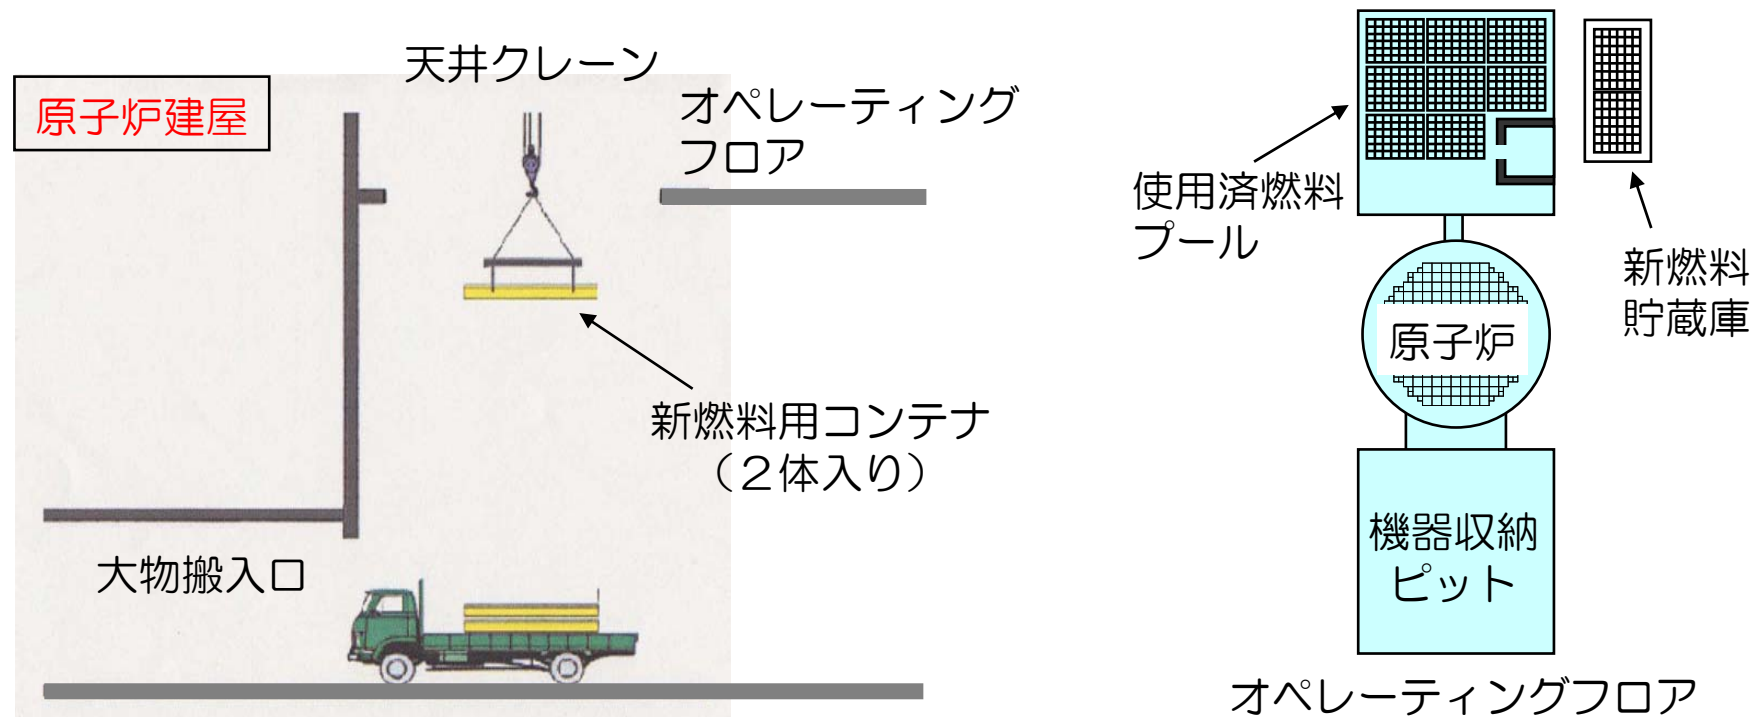 天井クレーン
原子炉建屋
オペレーティング
フロア
新燃料用コンテナ
（２体入り）
大物搬入口
使用済燃料
プール
新燃料
貯蔵庫
原子炉
機器収納
ピット
オペレーティングフロア